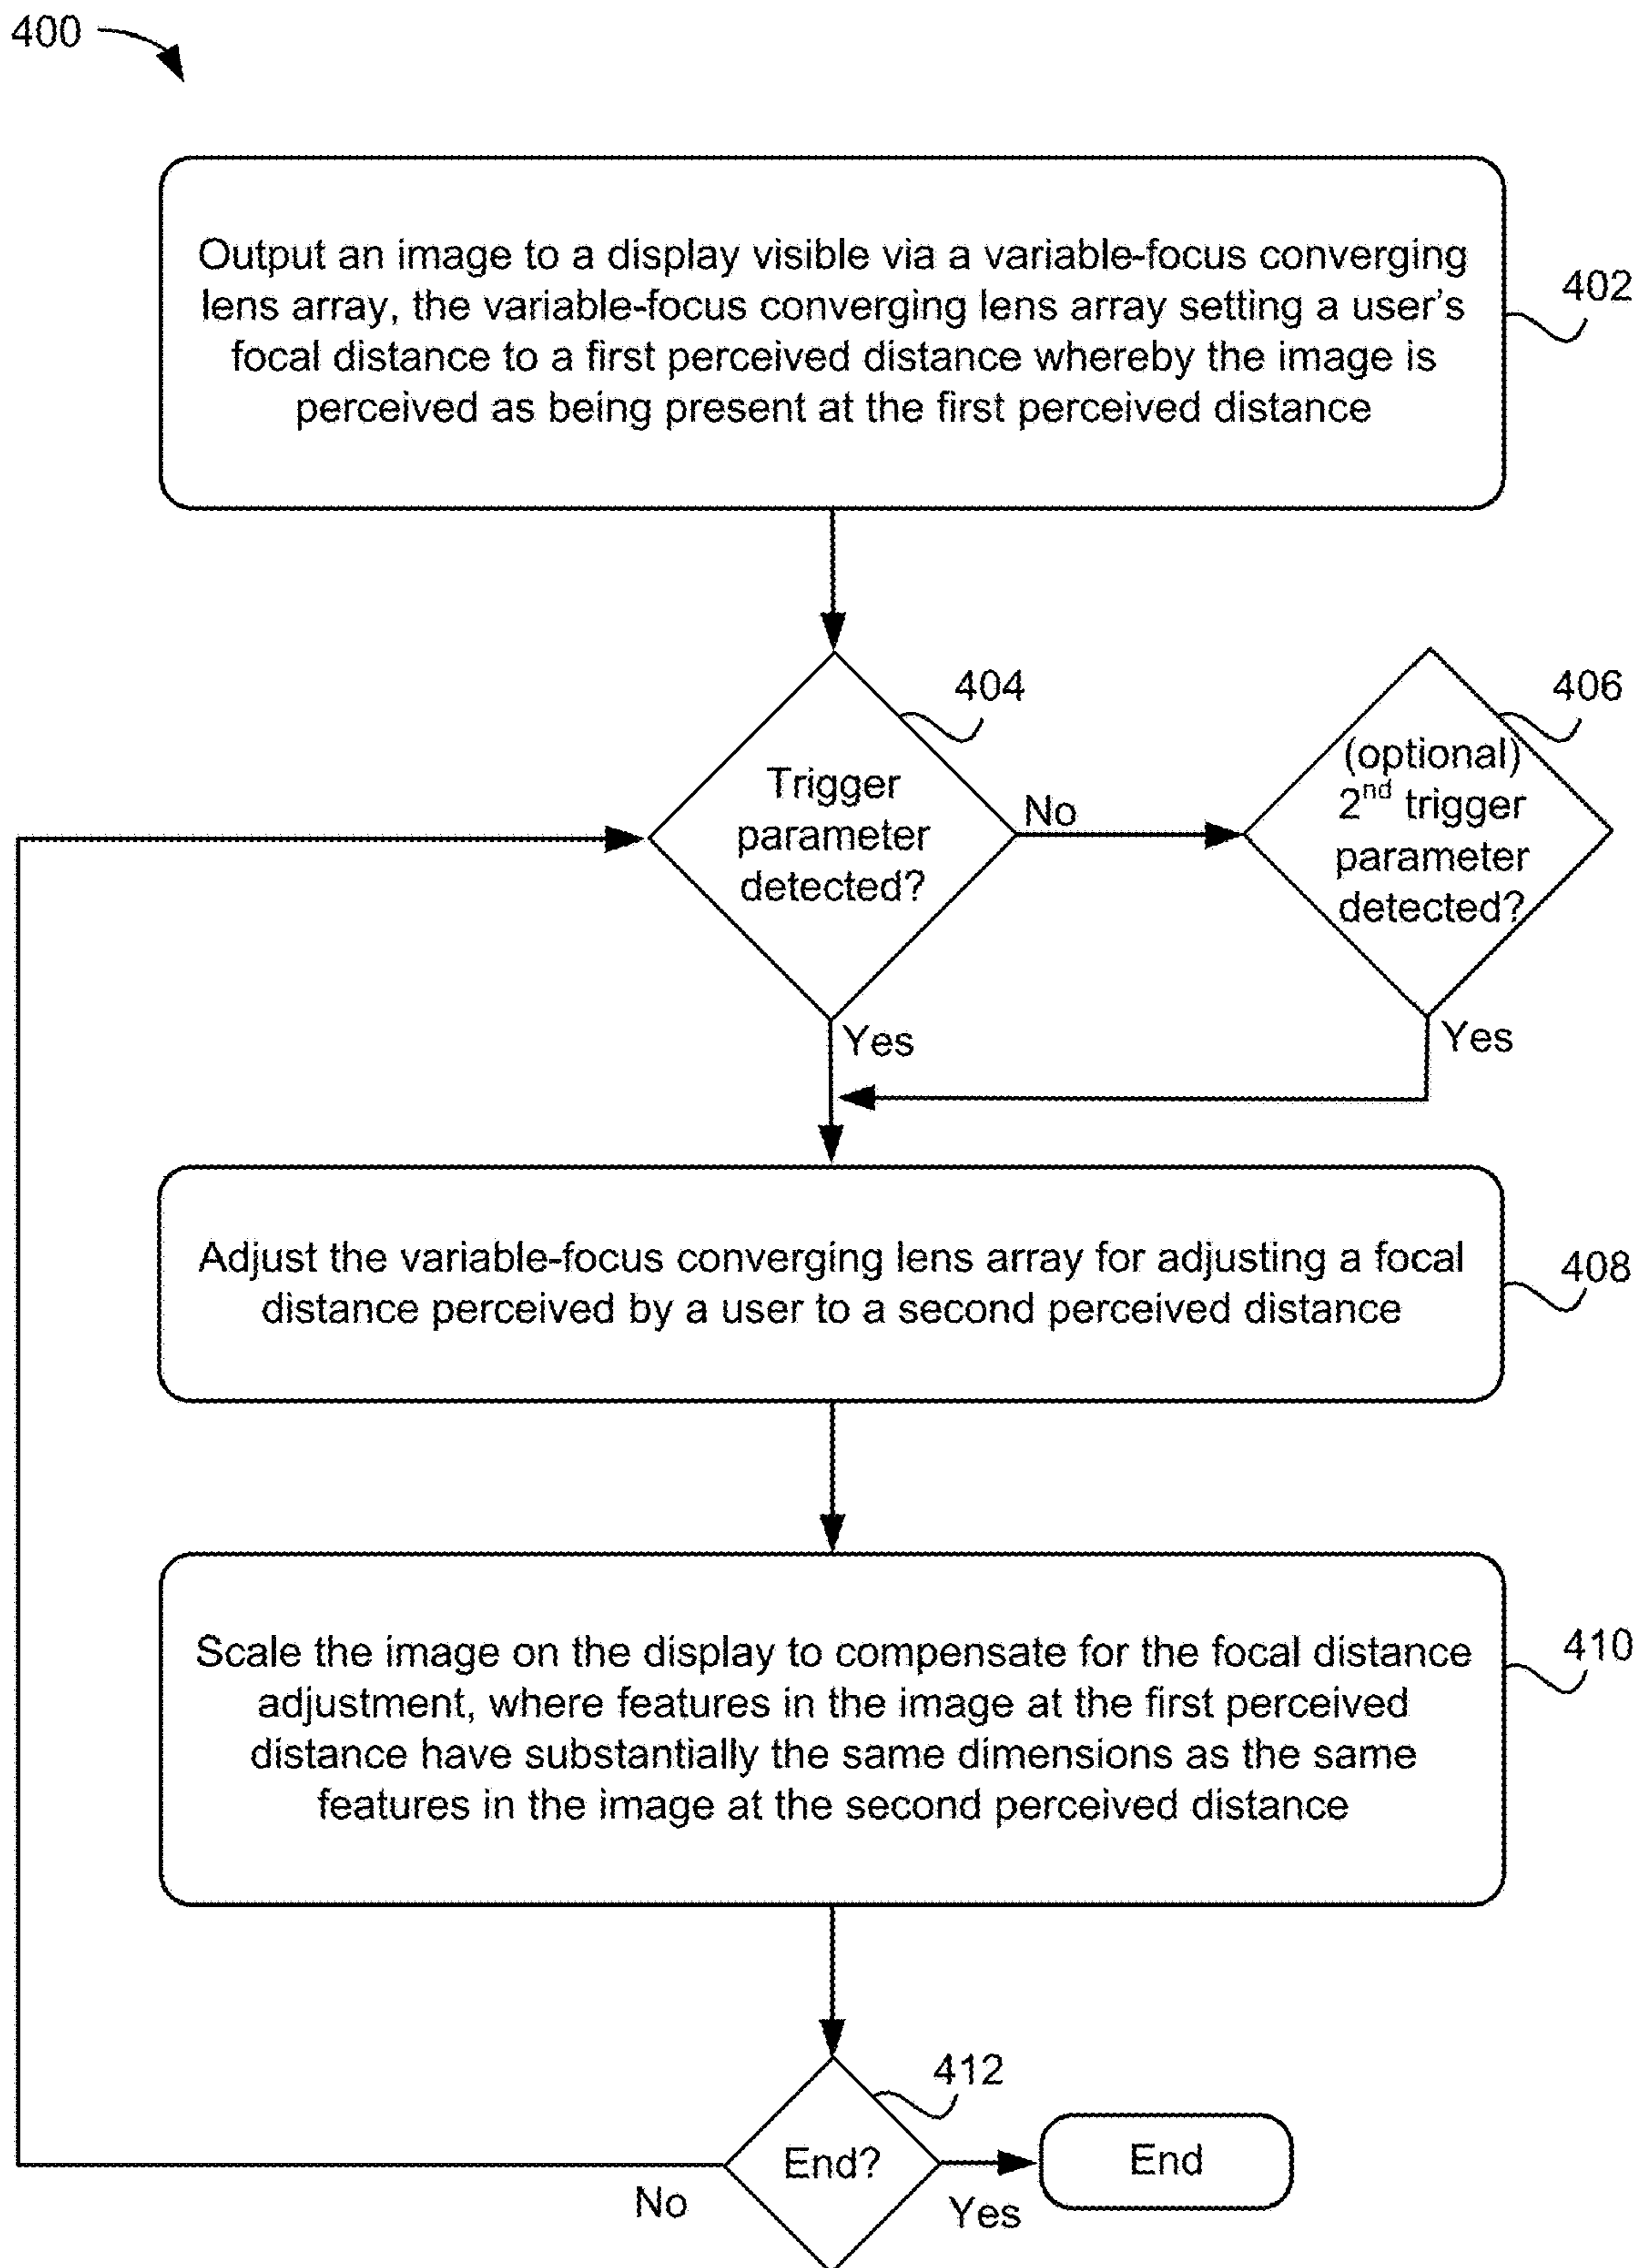 400
Output an image to a display visible via a variable-focus converging
lens array, the variable-focus converging lens array setting a user's
focal distance to a first perceived distance whereby the image is
perceived as being present at the first perceived distance
402
404
Trigger
parameter
detected?
No
406
(optional)
2nd trigger
parameter
detected?
Yes
Yes
Adjust the variable-focus converging lens array for adjusting a focal
distance perceived by a user to a second perceived distance
408
Scale the image on the display to compensate for the focal distance
adjustment, where features in the image at the first perceived
distance have substantially the same dimensions as the same
features in the image at the second perceived distance
410
412
End?
No
Yes
End